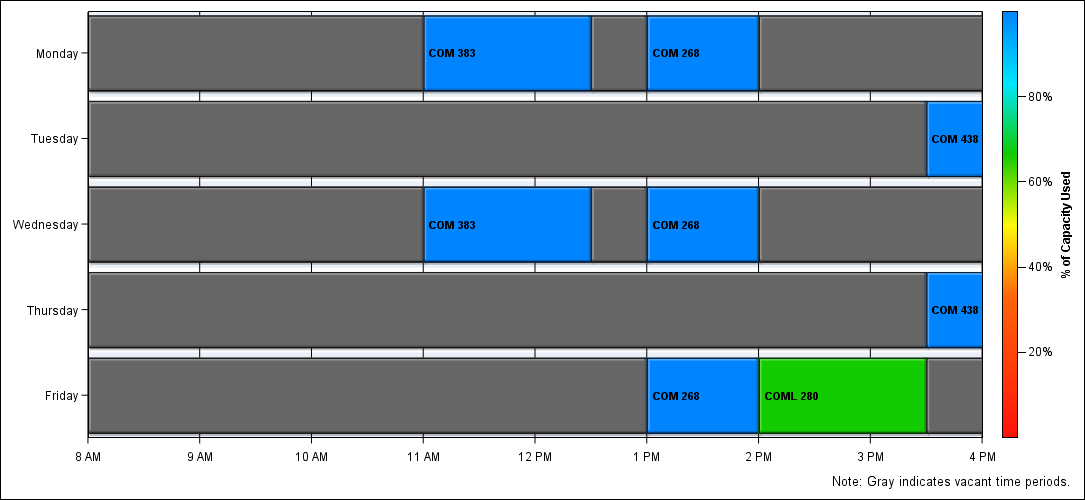 Monday
COM 383
COM 268
Tuesday
COM 438
Wednesday
COM 383
COM 268
Thursday
COM 438
Friday
COM 268
COML 280
8 AM
9 AM
10 AM
11 AM
12 PM
1 PM
2 PM
3 PM
4 PM
80%
60%
40%
20%
% of Capacity Used
Note: Gray indicates vacant time periods.